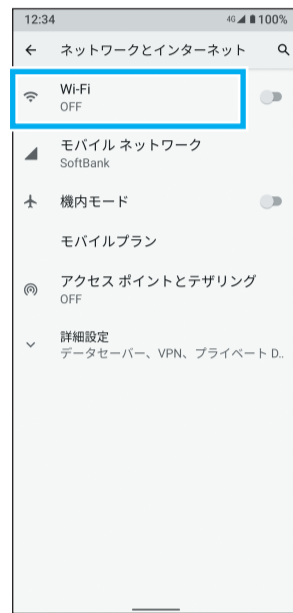 12:34 4G 100%
ネットワークとインターネット
Wi-Fi
OFF
モバイル ネットワーク
SoftBank
機内モード
モバイルプラン
アクセス ポイントとテザリング
OFF
詳細設定
データセーバー、VPN、プライベート D..